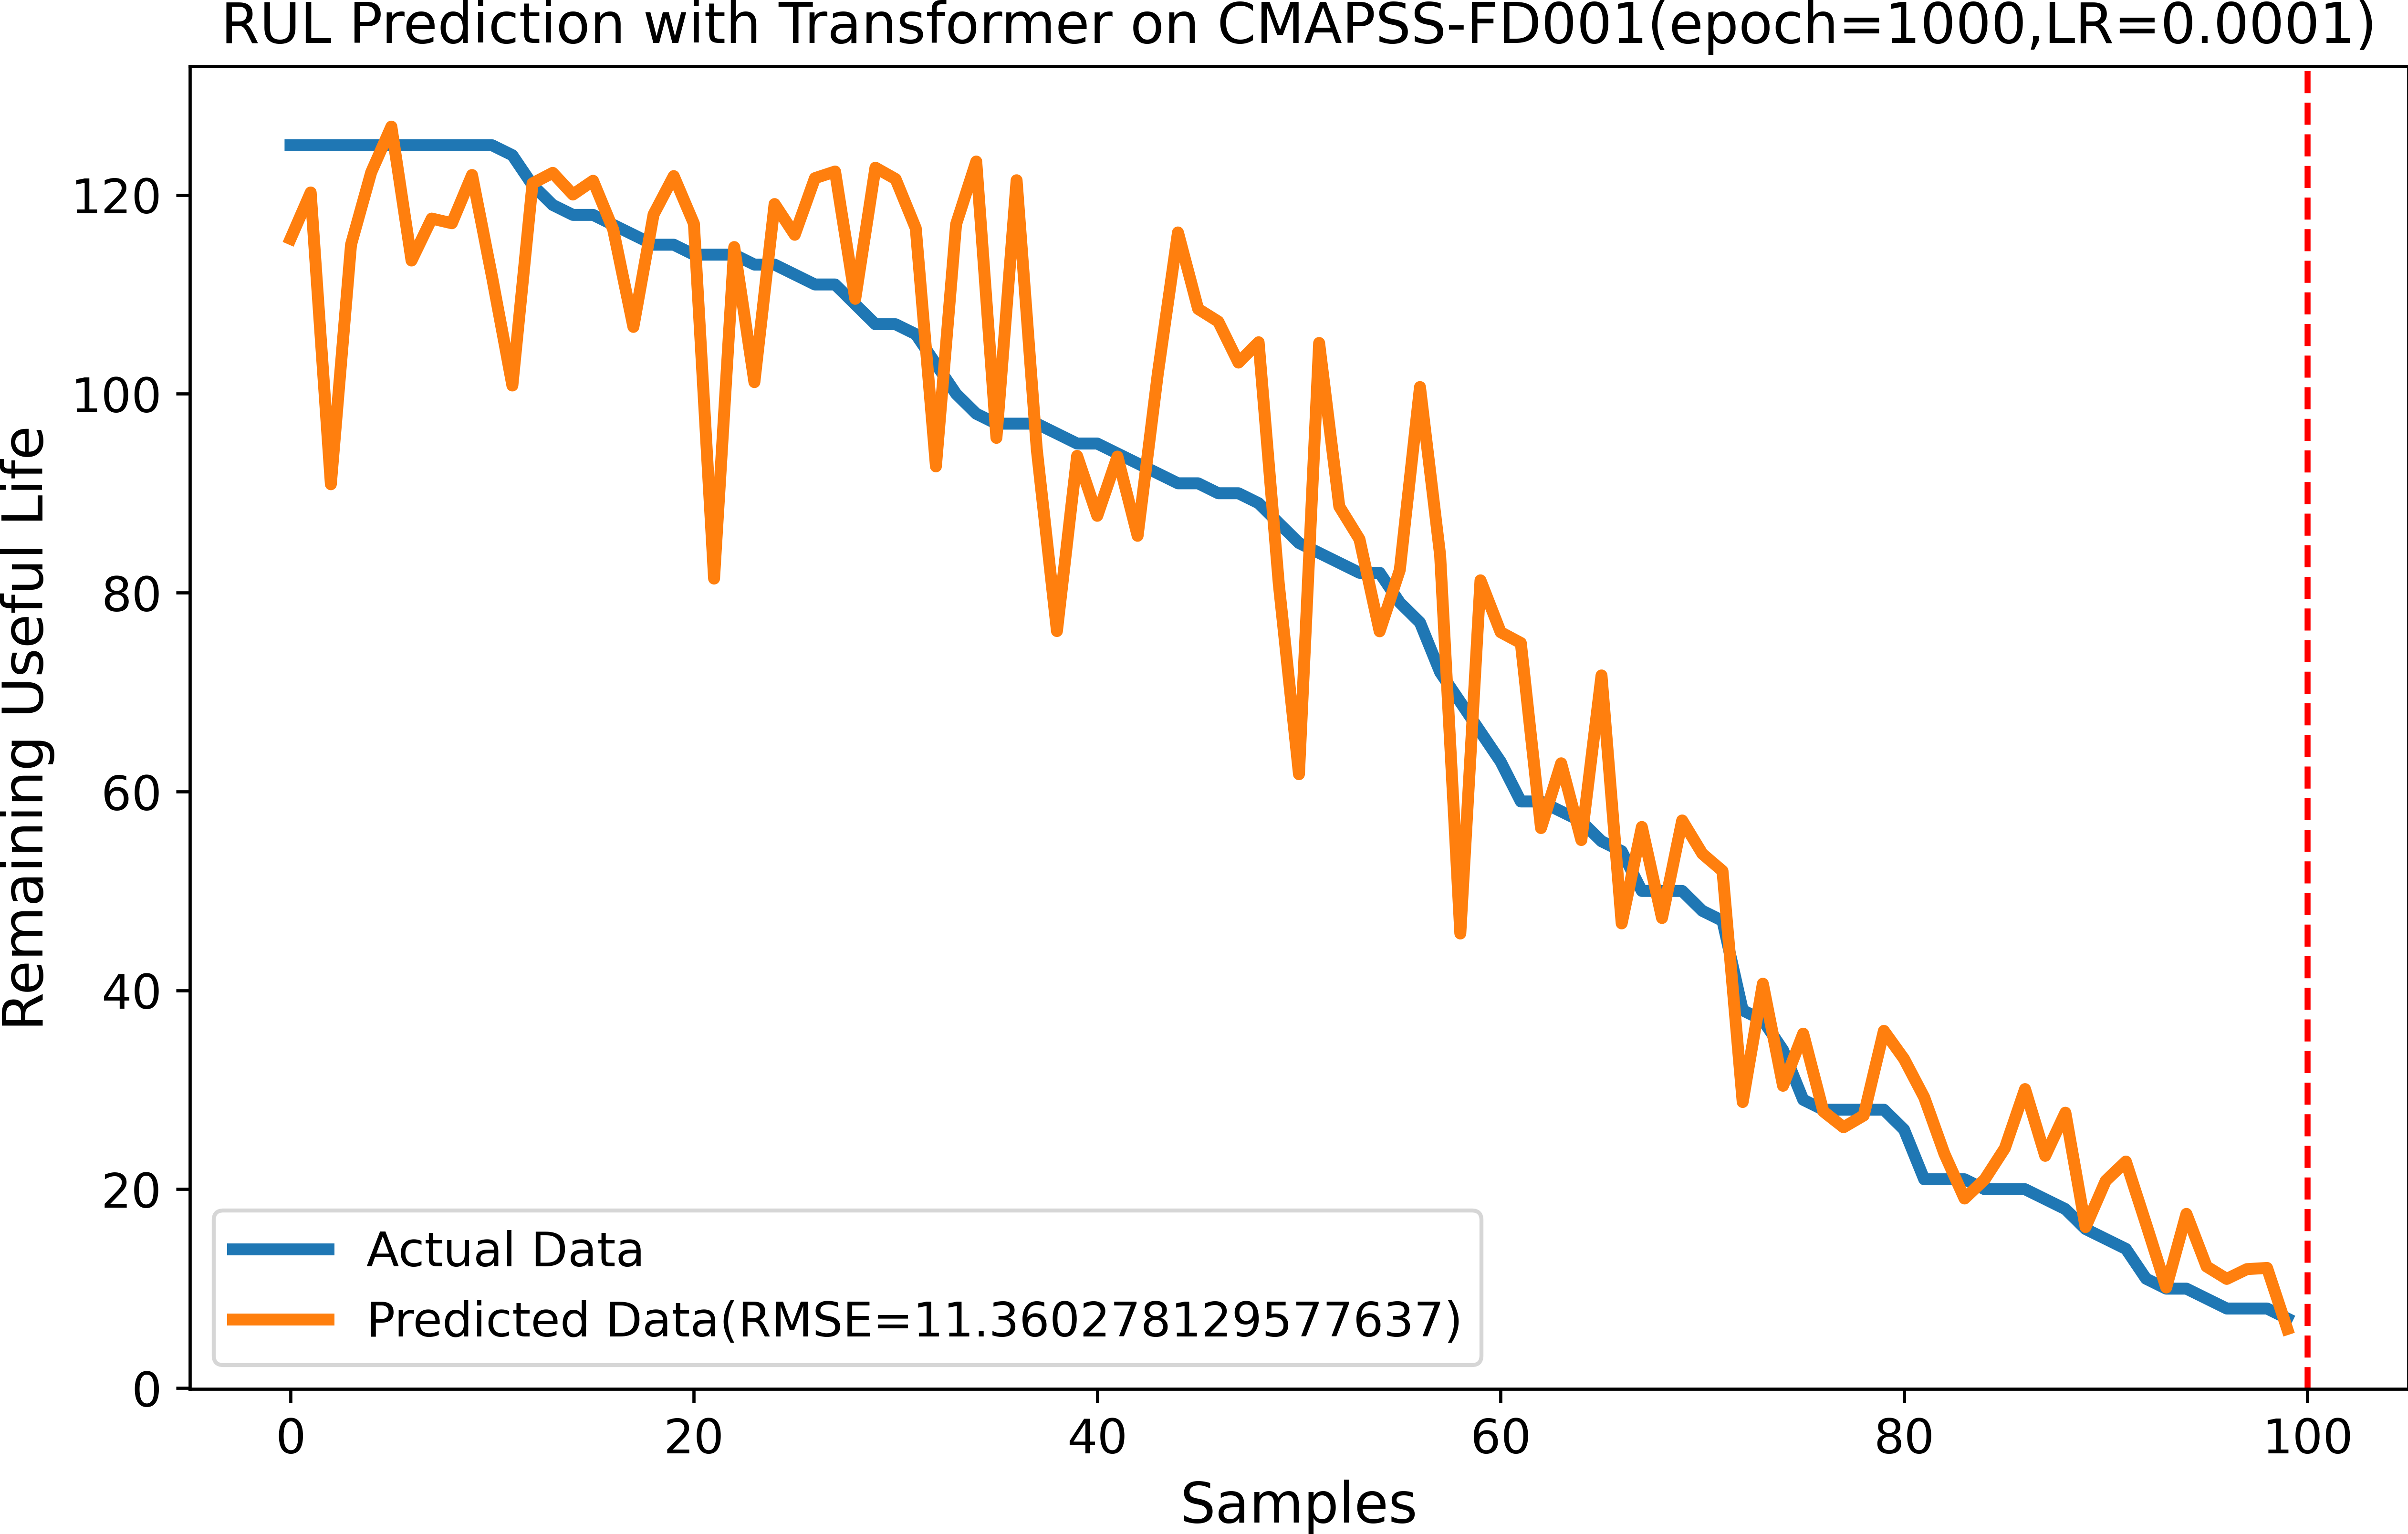 RUL Prediction with Transformer on CMAPSS-FD001(epoch=1000,LR=0.0001)
Remaining Useful Life
120
100
80
60
40
20
0
Actual Data
Predicted Data(RMSE=11.360278129577637)
0 20 40 60 80 100
Samples